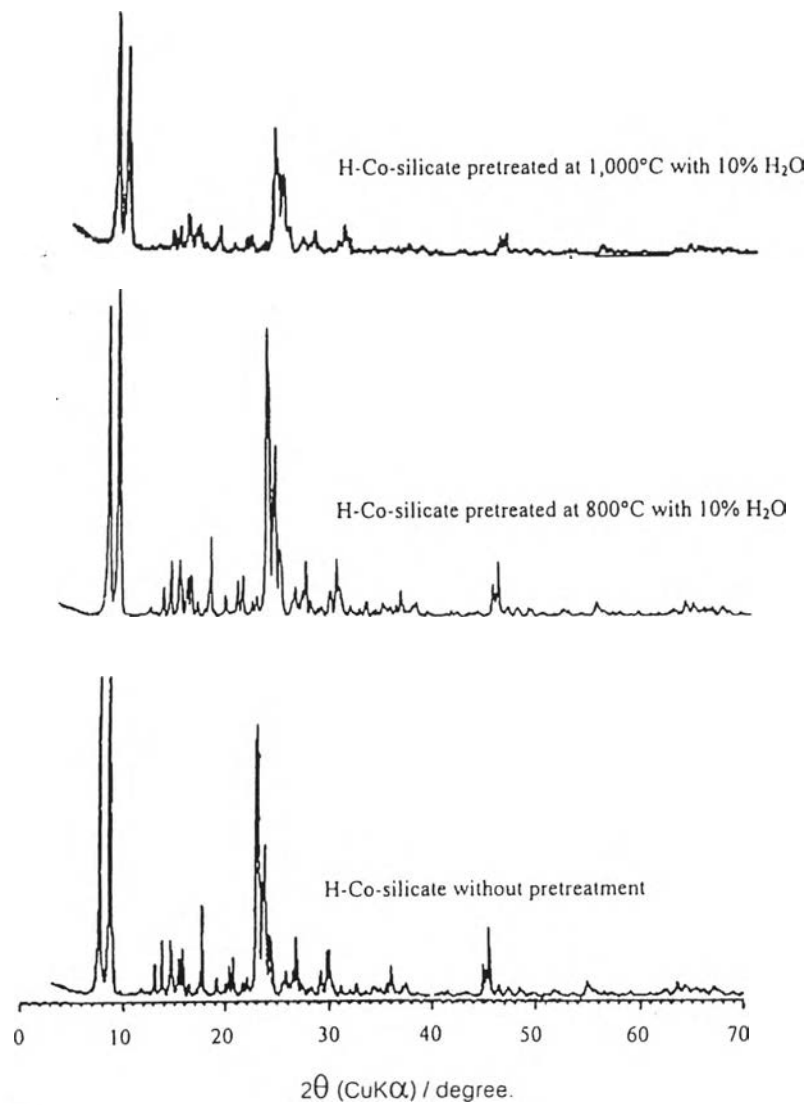 H-Co-silicate pretreated at 1,000°C with 10% H₂O
H-Co-silicate pretreated at 800°C with 10% H₂O
H-Co-silicate without pretreatment
0 10 20 30 40 50 60 70
2θ (CuKα) / degree.